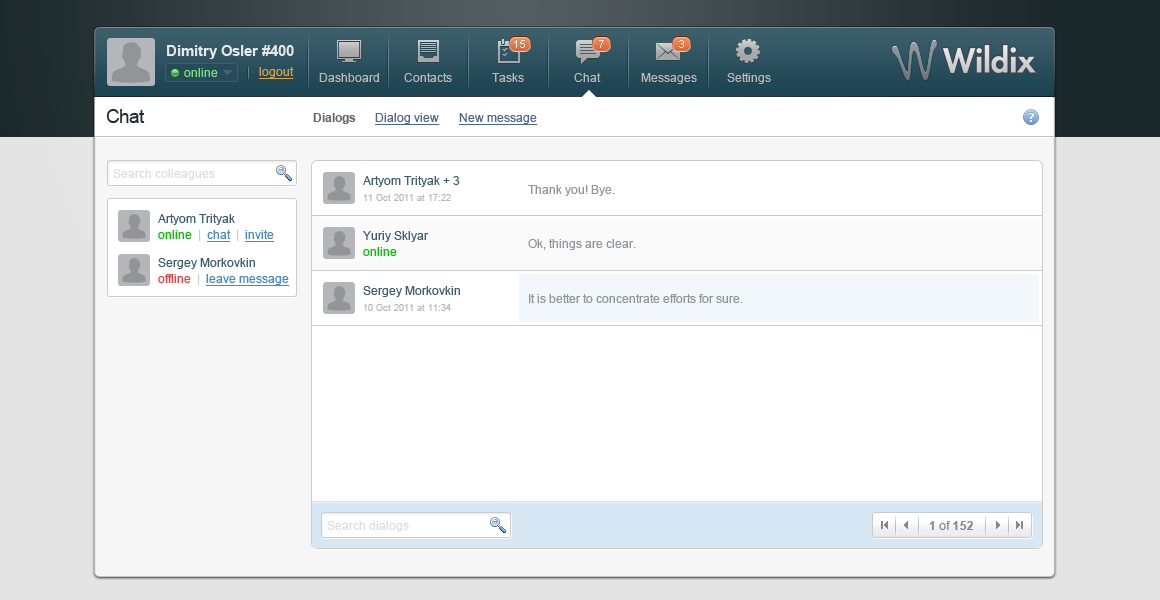 Dimitry Osler #400
online | logout
Dashboard
Contacts
15
Tasks
7
Chat
3
Messages
Settings
Wildix
Chat
Dialogs
Dialog view
New message
?
Search colleagues
Artyom Trityak
online | chat | invite
Sergey Morkovkin
offline | leave message
Artyom Trityak + 3
11 Oct 2011 at 17:22
Thank you! Bye.
Yuriy Sklyar
online
Ok, things are clear.
Sergey Morkovkin
10 Oct 2011 at 11:34
It is better to concentrate efforts for sure.
Search dialogs
1 of 152